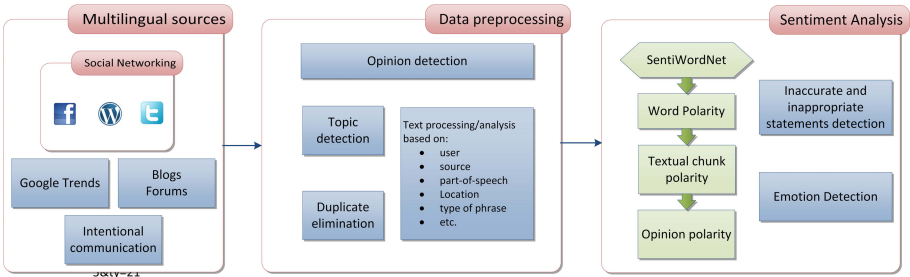 Multilingual sources
Social Networking
Google Trends
Blogs
Forums
Intentional
communication
Data preprocessing
Opinion detection
Topic
detection
Duplicate
elimination
Text processing/analysis
based on:
• user
• source
• part-of-speech
• Location
• type of phrase
• etc.
Sentiment Analysis
SentiWordNet
Word Polarity
Textual chunk
polarity
Opinion polarity
Inaccurate and
inappropriate
statements detection
Emotion Detection